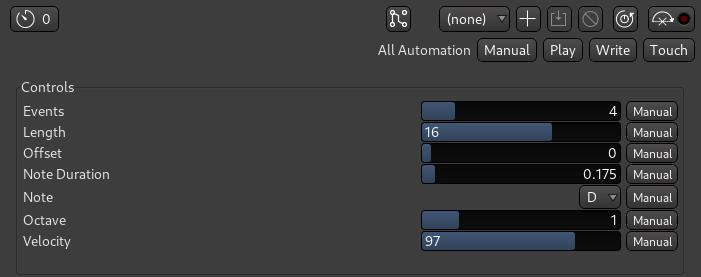 0 (none)
All Automation Manual Play Write Touch
Controls
Events 4 Manual
Length 16 Manual
Offset 0 Manual
Note Duration 0.175 Manual
Note D Manual
Octave 1 Manual
Velocity 97 Manual